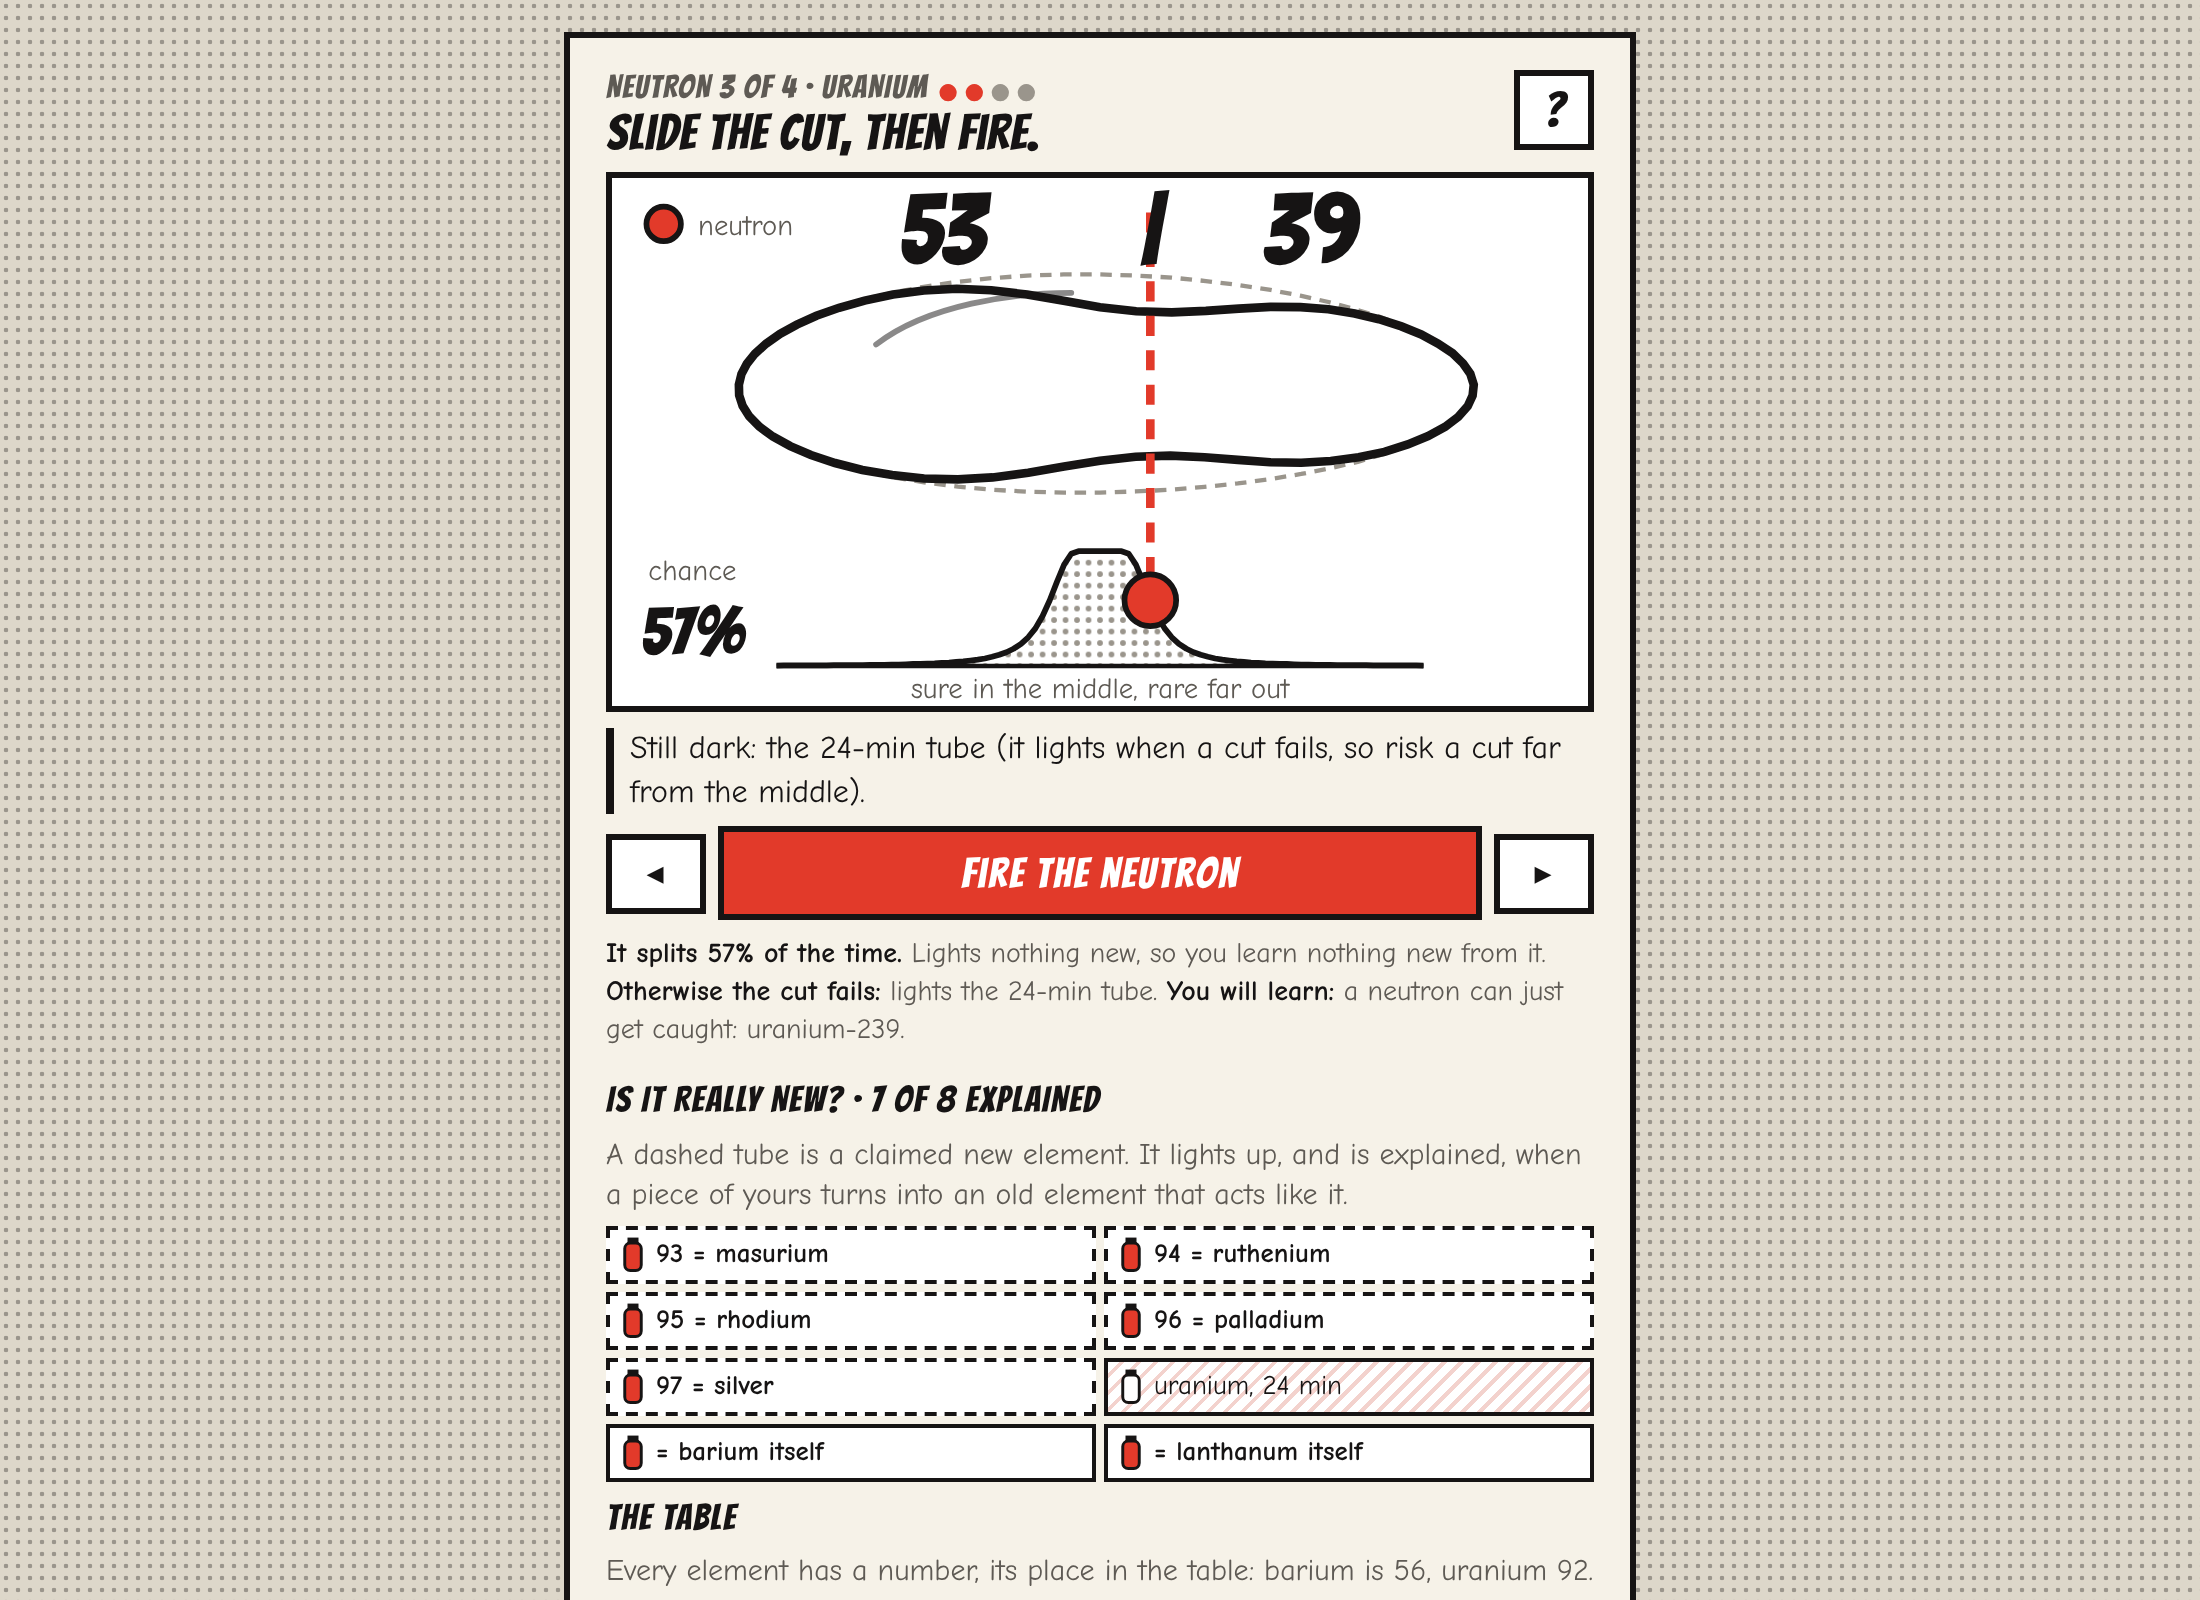 NEUTRON 3 OF 4 · URANIUM
SLIDE THE CUT, THEN FIRE.
?
neutron
53 / 39
chance
57%
sure in the middle, rare far out
Still dark: the 24-min tube (it lights when a cut fails, so risk a cut far
from the middle).
◄ FIRE THE NEUTRON ►
It splits 57% of the time. Lights nothing new, so you learn nothing new from it.
Otherwise the cut fails: lights the 24-min tube. You will learn: a neutron can just
get caught: uranium-239.
IS IT REALLY NEW? · 7 OF 8 EXPLAINED
A dashed tube is a claimed new element. It lights up, and is explained, when
a piece of yours turns into an old element that acts like it.
93 = masurium
94 = ruthenium
95 = rhodium
96 = palladium
97 = silver
uranium, 24 min
= barium itself
= lanthanum itself
THE TABLE
Every element has a number, its place in the table: barium is 56, uranium 92.